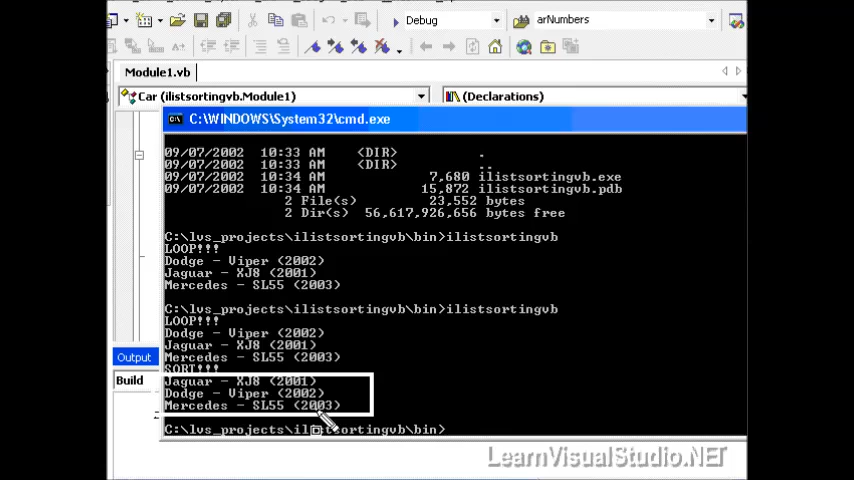 Debug
arNumbers
Module1.vb
Car (ilistsortingvb.Module1)
(Declarations)
C:\WINDOWS\System32\cmd.exe
09/07/2002 10:33 AM <DIR> .
09/07/2002 10:33 AM <DIR> ..
09/07/2002 10:34 AM 7,680 ilistsortingvb.exe
09/07/2002 10:34 AM 15,872 ilistsortingvb.pdb
2 File(s) 23,552 bytes
2 Dir(s) 56,617,926,656 bytes free
C:\lvs_projects\ilistsortingvb\bin>ilistsortingvb
LOOP!!!
Dodge - Viper (2002)
Jaguar - XJ8 (2001)
Mercedes - SL55 (2003)
C:\lvs_projects\ilistsortingvb\bin>ilistsortingvb
LOOP!!!
Dodge - Viper (2002)
Jaguar - XJ8 (2001)
Mercedes - SL55 (2003)
SORT!!!
Jaguar - XJ8 (2001)
Dodge - Viper (2002)
Mercedes - SL55 (2003)
C:\lvs_projects\ilistsortingvb\bin>
Output
Build
LearnVisualStudio.NET